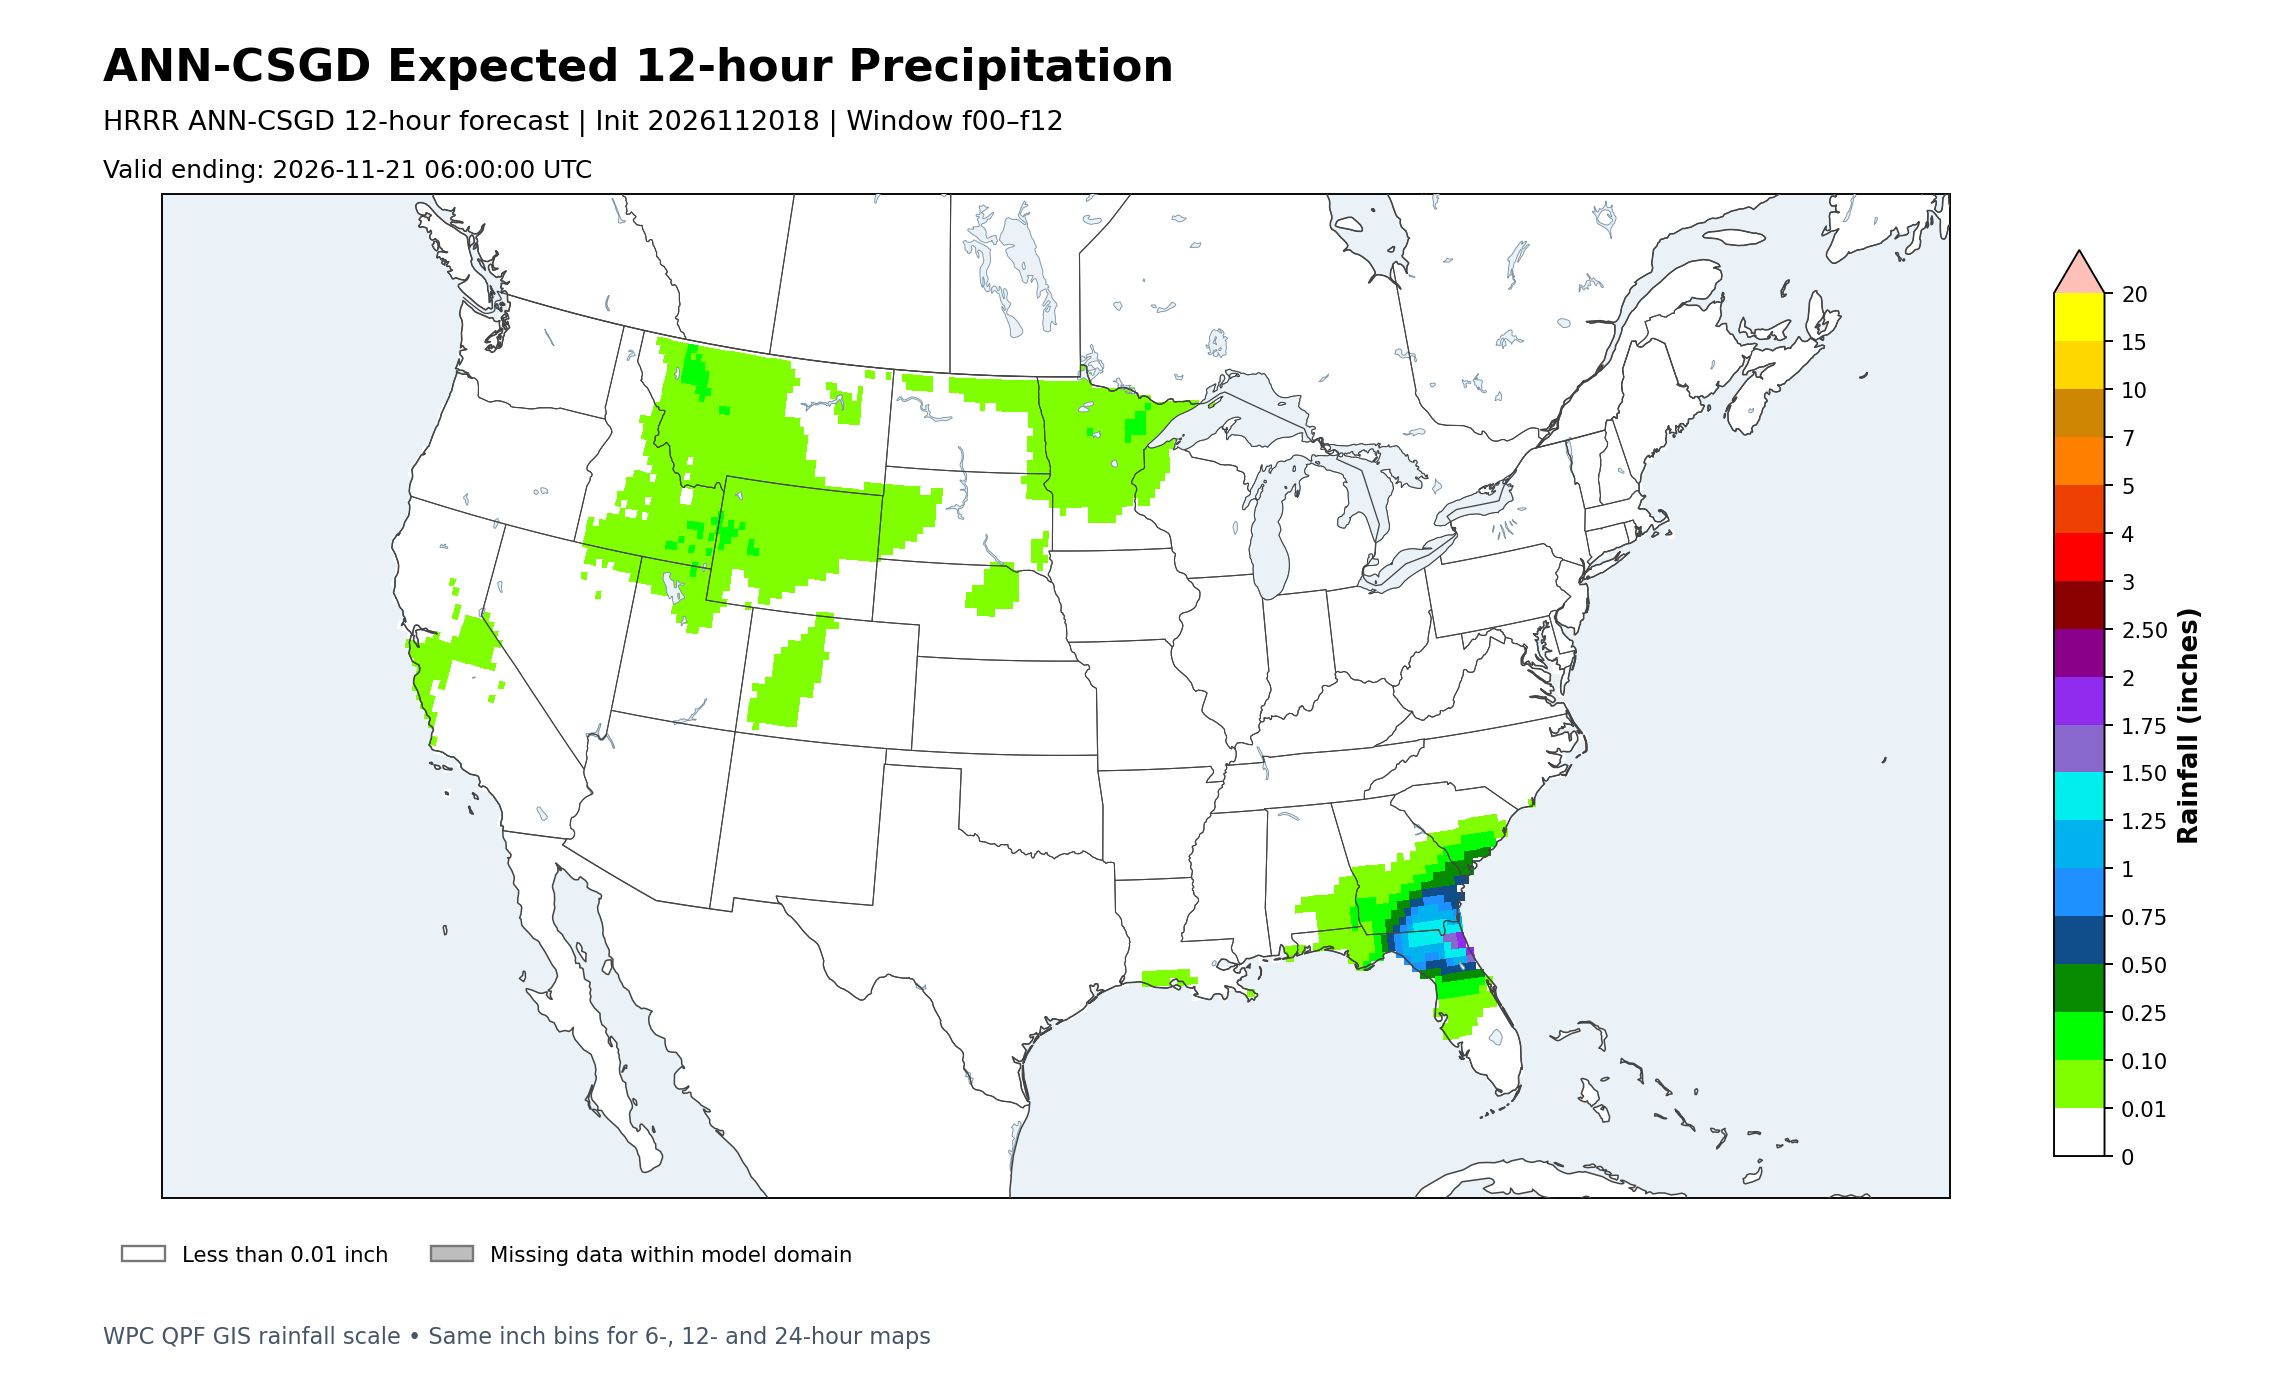 ANN-CSGD Expected 12-hour Precipitation
HRRR ANN-CSGD 12-hour forecast | Init 2026112018 | Window f00–f12
Valid ending: 2026-11-21 06:00:00 UTC
20
15
10
7
5
4
3
2.50
2
1.75
1.50
1.25
1
0.75
0.50
0.25
0.10
0.01
0
Rainfall (inches)
Less than 0.01 inch
Missing data within model domain
WPC QPF GIS rainfall scale • Same inch bins for 6-, 12- and 24-hour maps